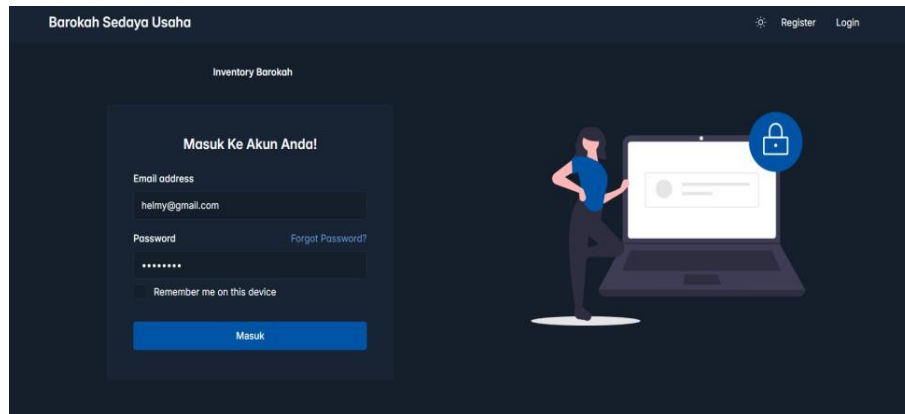 Barokah Sedaya Usaha
Register Login
Inventory Barokah
Masuk Ke Akun Anda!
Email address
helmy@gmail.com
Password Forgot Password?
••••••••
Remember me on this device
Masuk